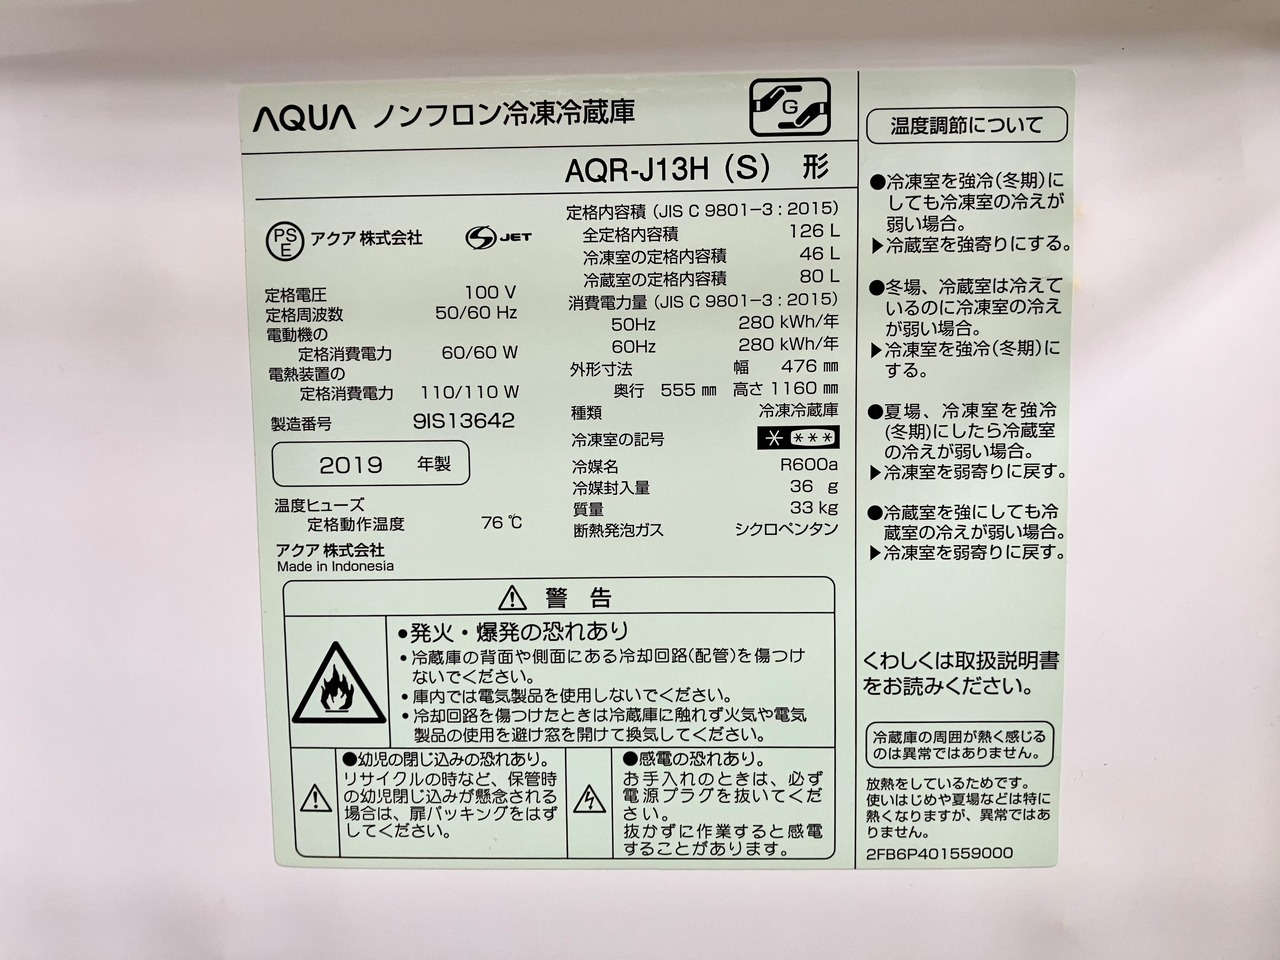 AQUA ノンフロン冷凍冷蔵庫
G
AQR-J13H (S) 形
PS
E
アクア 株式会社
S JET
定格電圧 100 V
定格周波数 50/60 Hz
電動機の
定格消費電力 60/60 W
電熱装置の
定格消費電力 110/110 W
製造番号 9IS13642
2019 年製
温度ヒューズ
定格動作温度 76℃
アクア 株式会社
Made in Indonesia
定格内容積 (JIS C 9801-3:2015)
全定格内容積 126 L
冷凍室の定格内容積 46 L
冷蔵室の定格内容積 80 L
消費電力量 (JIS C 9801-3:2015)
50Hz 280 kWh/年
60Hz 280 kWh/年
外形寸法 幅 476 mm
奥行 555 mm 高さ 1160 mm
種類 冷凍冷蔵庫
冷凍室の記号 * ***
冷媒名 R600a
冷媒封入量 36 g
質量 33 kg
断熱発泡ガス シクロペンタン
⚠ 警 告
●発火・爆発の恐れあり
・冷蔵庫の背面や側面にある冷却回路(配管)を傷つけ
ないでください。
・庫内では電気製品を使用しないでください。
・冷却回路を傷つけたときは冷蔵庫に触れず火気や電気
製品の使用を避け窓を開けて換気してください。
●幼児の閉じ込みの恐れあり。
リサイクルの時など、保管時
の幼児閉じ込みが懸念される
場合は、扉パッキングをはず
してください。
●感電の恐れあり。
お手入れのときは、必ず
電源プラグを抜いてくだ
さい。
抜かずに作業すると感電
することがあります。
温度調節について
●冷凍室を強冷(冬期)に
しても冷凍室の冷えが
弱い場合。
▶冷蔵室を強寄りにする。
●冬場、冷蔵室は冷えて
いるのに冷凍室の冷え
が弱い場合。
▶冷凍室を強冷(冬期)に
する。
●夏場、冷凍室を強冷
(冬期)にしたら冷蔵室
の冷えが弱い場合。
▶冷凍室を弱寄りに戻す。
●冷蔵室を強にしても冷
蔵室の冷えが弱い場合。
▶冷凍室を弱寄りに戻す。
くわしくは取扱説明書
をお読みください。
冷蔵庫の周囲が熱く感じる
のは異常ではありません。
放熱をしているためです。
使いはじめや夏場などは特に
熱くなりますが、異常ではあ
りません。
2FB6P401559000